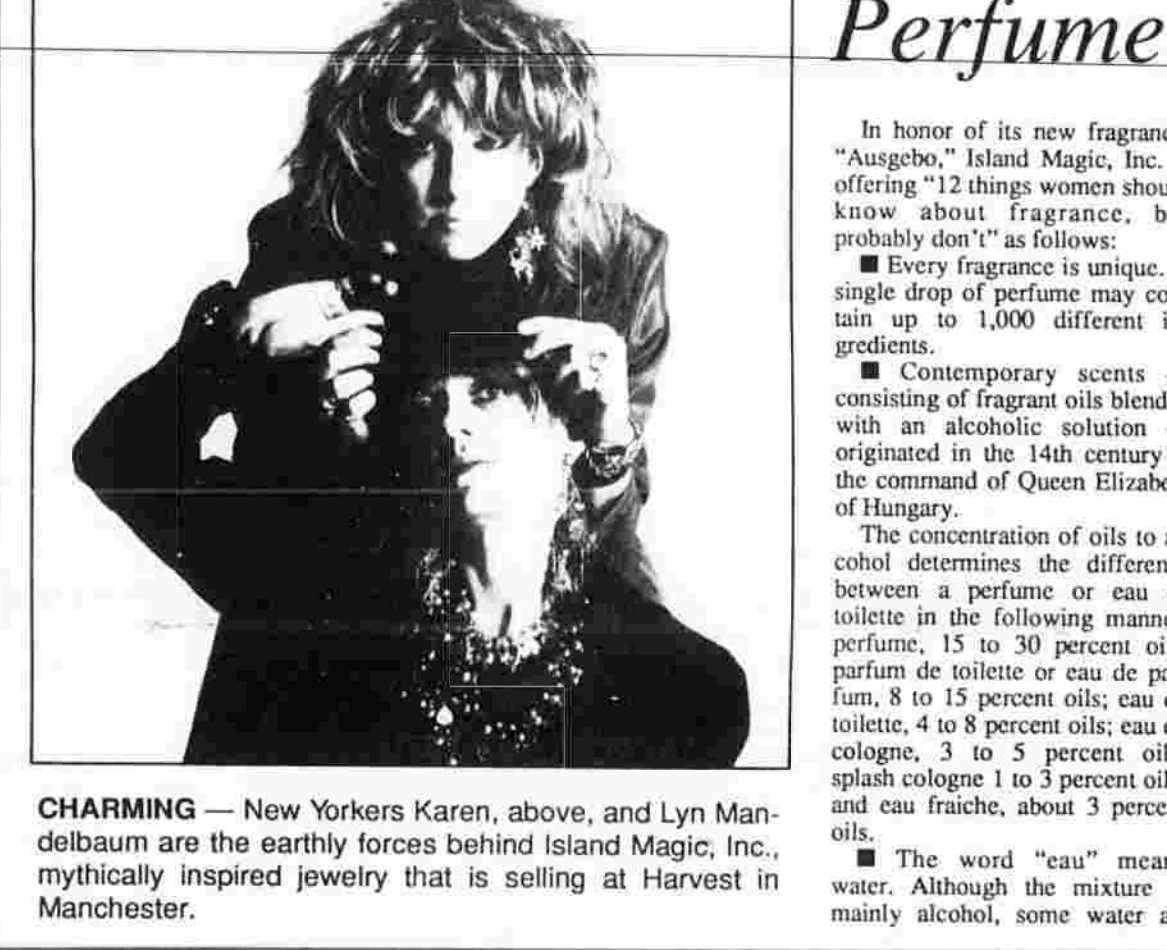 Perfume
In honor of its new fragranc
"Ausgebo," Island Magic, Inc.
offering "12 things women shou
know about fragrance, b
probably don't" as follows:
■ Every fragrance is unique.
single drop of perfume may co
tain up to 1,000 different i
gredients.
■ Contemporary scents
consisting of fragrant oils blend
with an alcoholic solution
originated in the 14th century
the command of Queen Elizabe
of Hungary.
The concentration of oils to a
cohol determines the differen
between a perfume or eau
toilette in the following manne
perfume, 15 to 30 percent oi
parfum de toilette or eau de pa
fum, 8 to 15 percent oils; eau
toilette, 4 to 8 percent oils; eau
cologne, 3 to 5 percent oil
splash cologne 1 to 3 percent oil
and eau fraiche, about 3 perce
oils.
■ The word "eau" mean
water. Although the mixture
mainly alcohol, some water a
CHARMING — New Yorkers Karen, above, and Lyn Man-
delbaum are the earthly forces behind Island Magic, Inc.,
mythically inspired jewelry that is selling at Harvest in
Manchester.